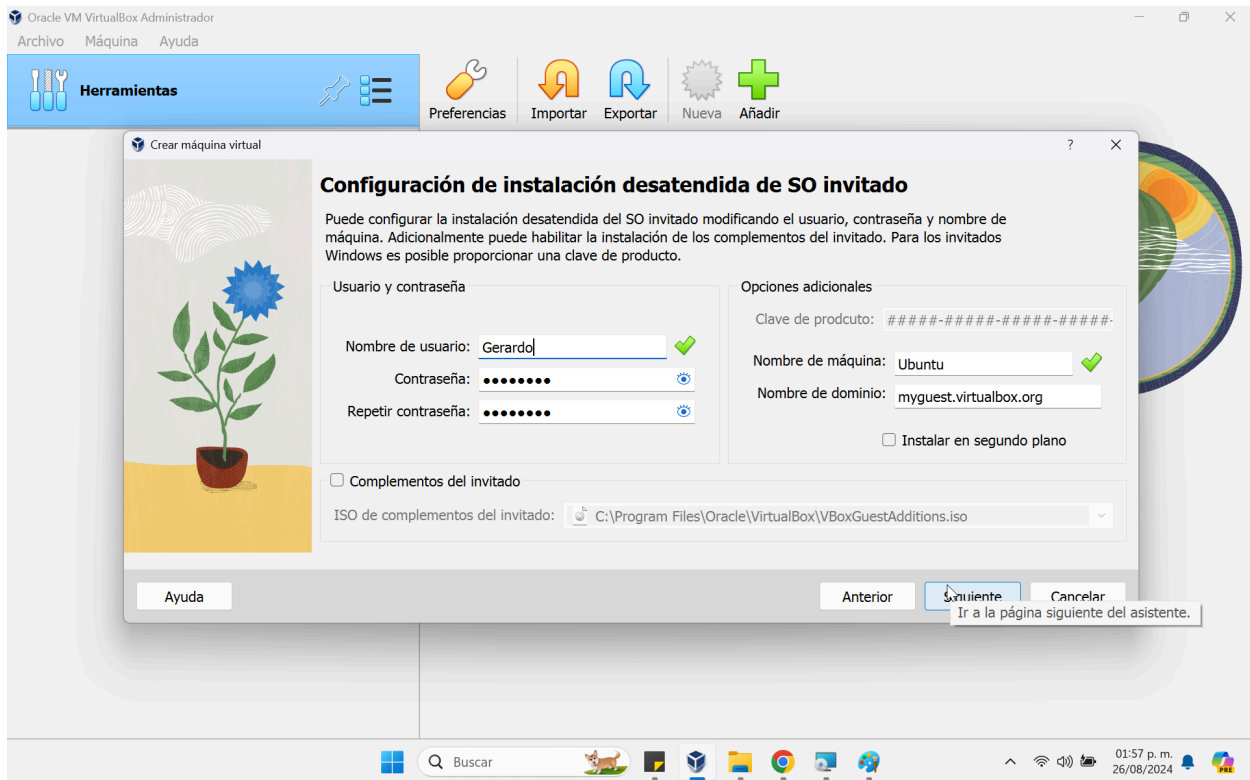 Oracle VM VirtualBox Administrador
Archivo Máquina Ayuda
Herramientas
Preferencias Importar Exportar Nueva Añadir
Crear máquina virtual ?
Configuración de instalación desatendida de SO invitado
Puede configurar la instalación desatendida del SO invitado modificando el usuario, contraseña y nombre de
máquina. Adicionalmente puede habilitar la instalación de los complementos del invitado. Para los invitados
Windows es posible proporcionar una clave de producto.
Usuario y contraseña
Nombre de usuario: Gerardo
Contraseña: ●●●●●●●●
Repetir contraseña: ●●●●●●●●
Opciones adicionales
Clave de prodcuto: #####-#####-#####-#####-
Nombre de máquina: Ubuntu
Nombre de dominio: myguest.virtualbox.org
Instalar en segundo plano
Complementos del invitado
ISO de complementos del invitado: C:\Program Files\Oracle\VirtualBox\VBoxGuestAdditions.iso
Ayuda Anterior Siguiente Cancelar
Ir a la página siguiente del asistente.
Buscar
01:57 p. m.
26/08/2024
PRE